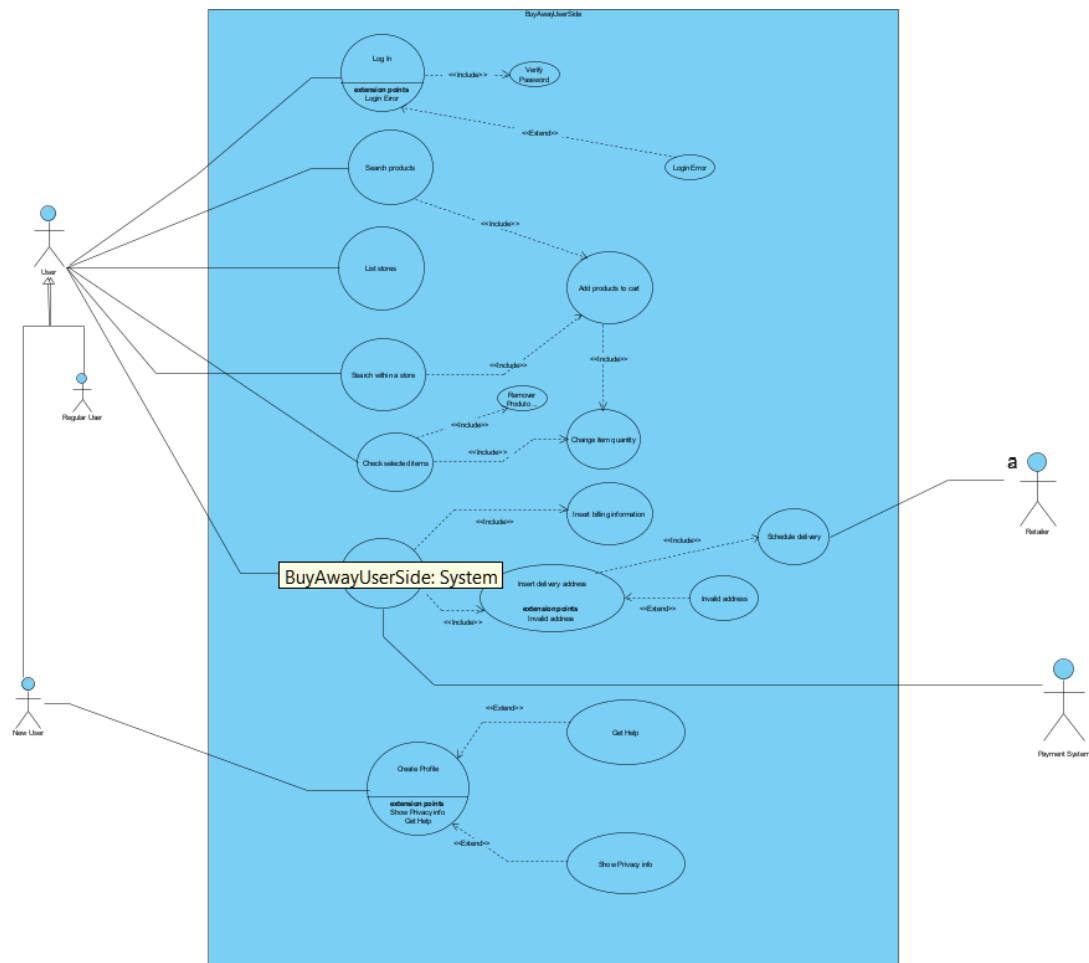 BuyAwayUserSide
Log In
extension points
Login Error
<<Include>>
Verify
Password
<<Extend>>
Login Error
Search products
<<Include>>
User
List stores
Add products to cart
<<Include>>
Search within a store
<<Include>>
Regular User
Remover
Produto ...
<<Include>>
Change item quantity
Check selected items
<<Include>>
a
Retailer
Insert billing information
<<Include>>
Schedule delivery
<<Include>>
BuyAwayUserSide: System
Insert delivery address
extension points
Invalid address
<<Extend>>
Invalid address
<<Include>>
New User
Payment System
<<Extend>>
Get Help
Create Profile
extension points
Show Privacy info
Get Help
<<Extend>>
Show Privacy info